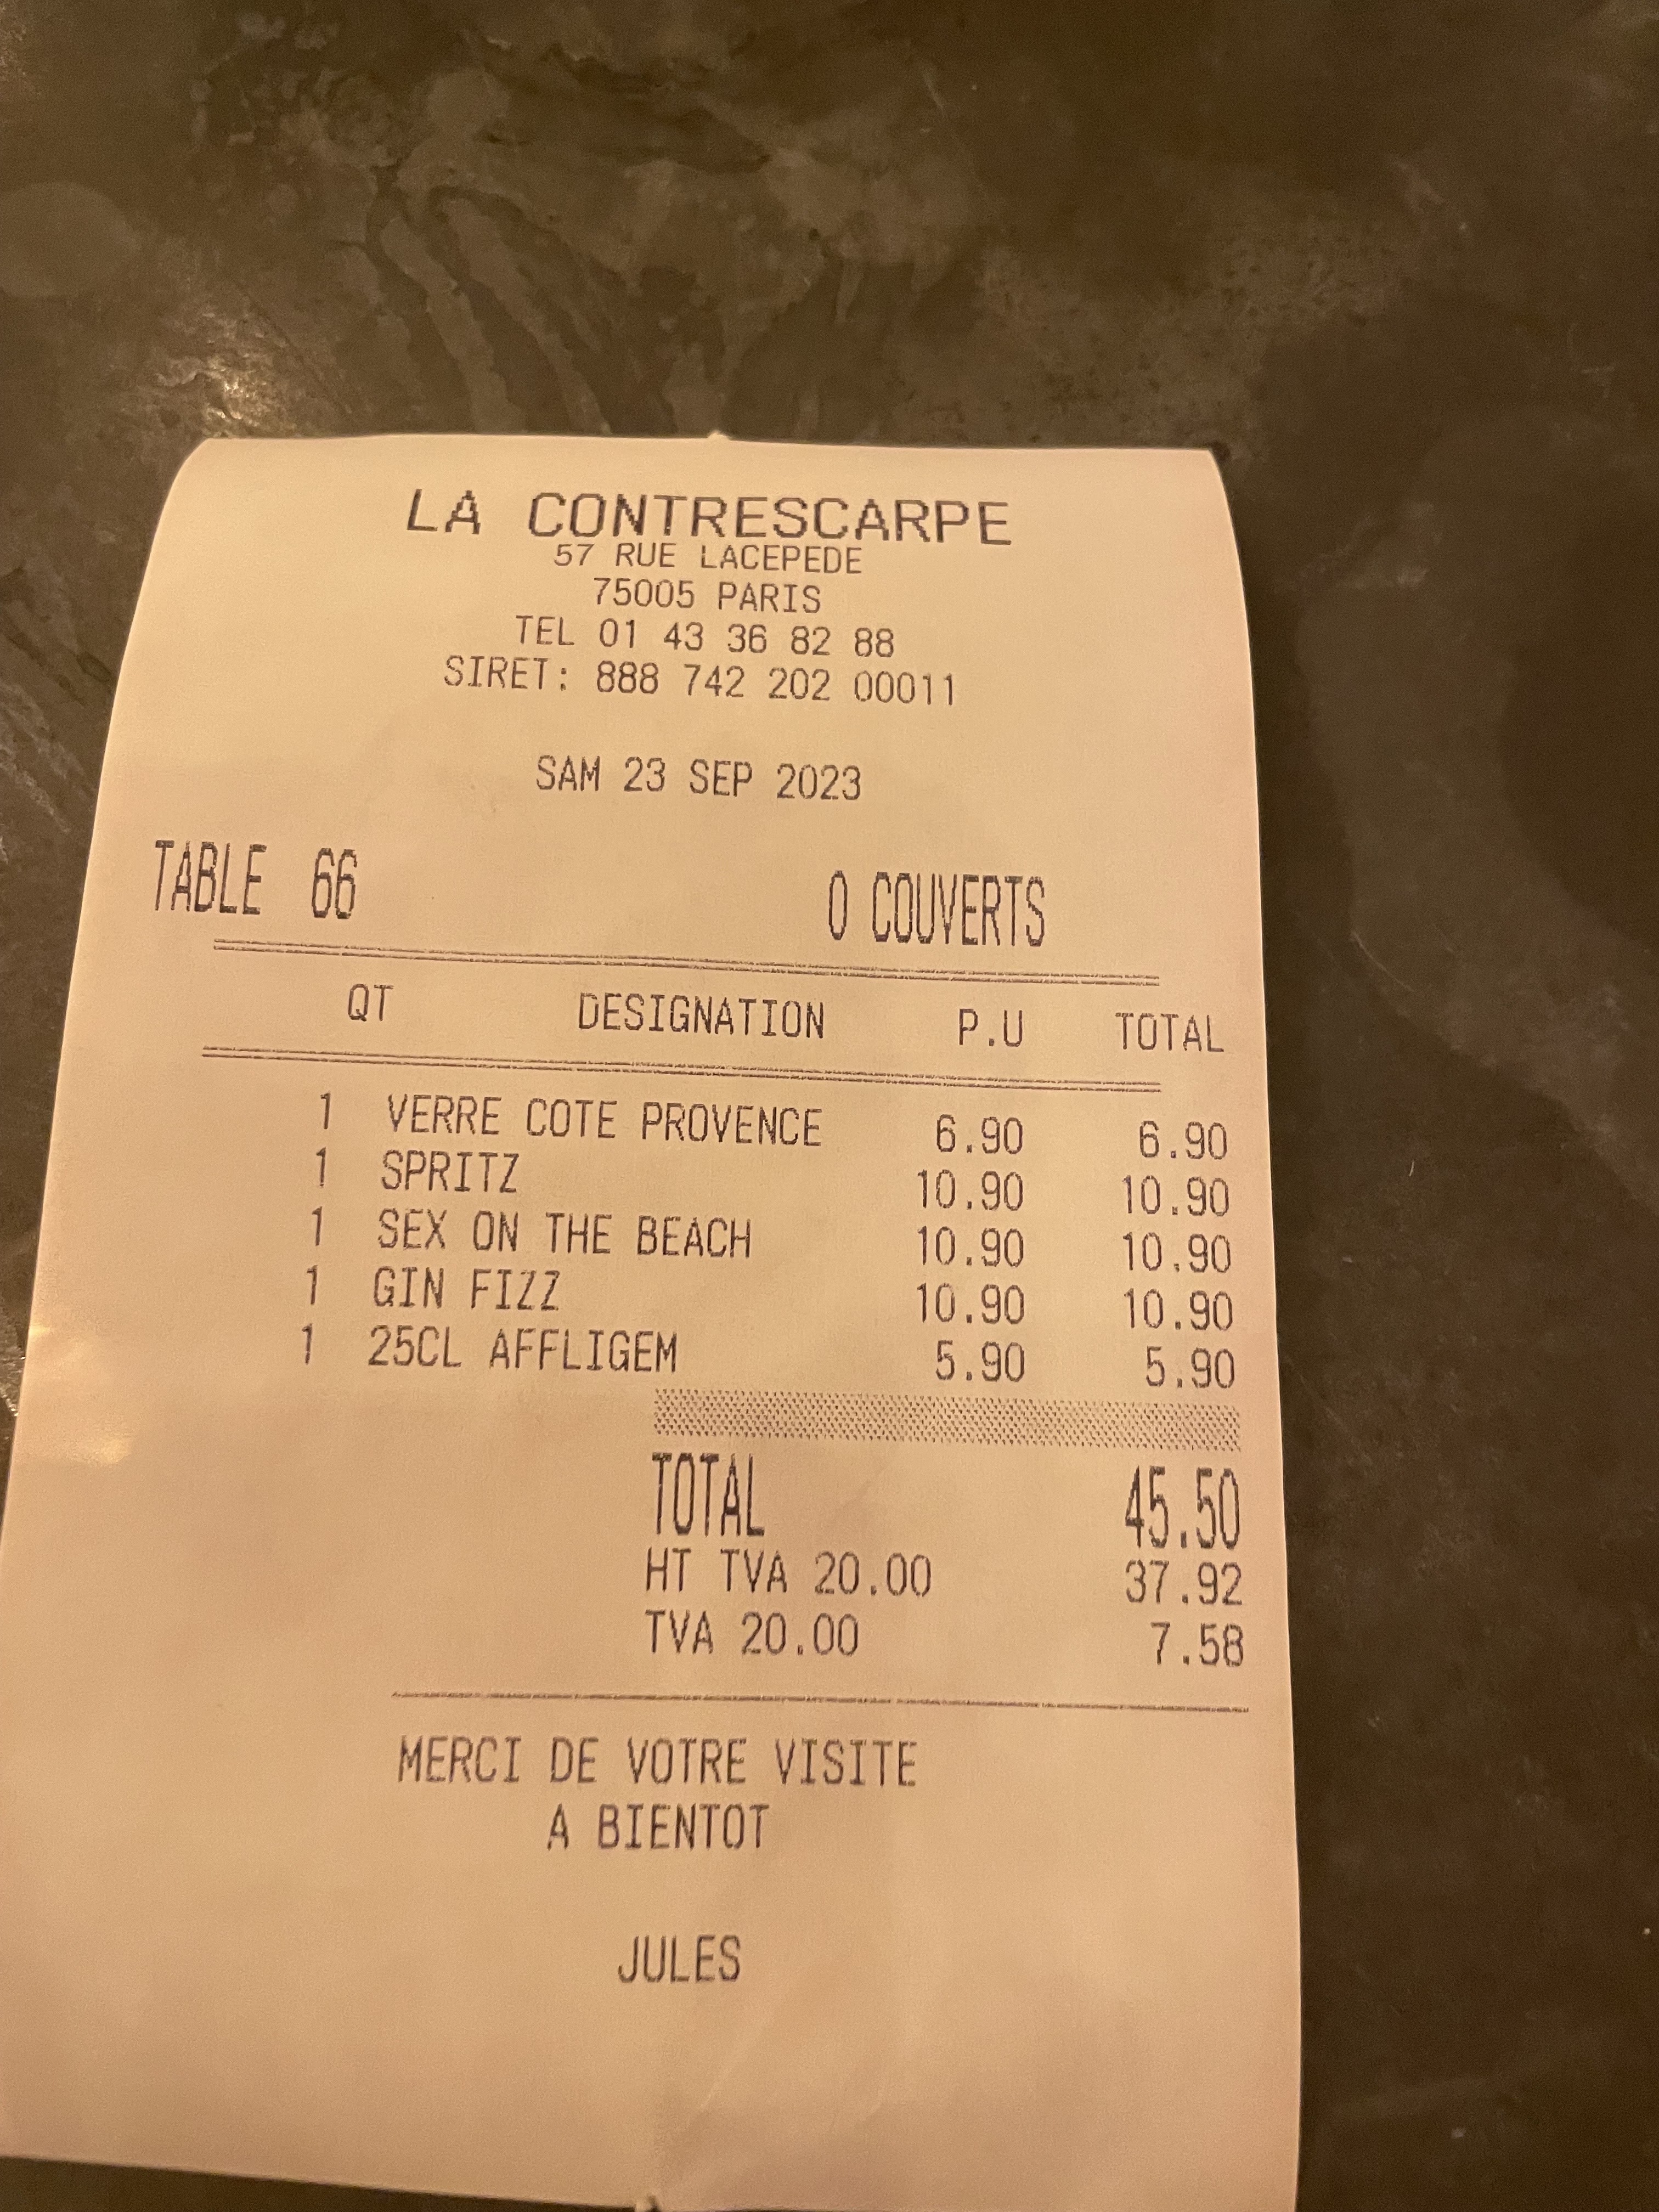 LA CONTRESCARPE
57 RUE LACEPEDE
75005 PARIS
TEL 01 43 36 82 88
SIRET: 888 742 202 00011
SAM 23 SEP 2023
TABLE 66 0 COUVERTS
QT DESIGNATION P.U TOTAL
1 VERRE COTE PROVENCE 6.90 6.90
1 SPRITZ 10.90 10.90
1 SEX ON THE BEACH 10.90 10.90
1 GIN FIZZ 10.90 10.90
1 25CL AFFLIGEM 5.90 5.90
TOTAL 45.50
HT TVA 20.00 37.92
TVA 20.00 7.58
MERCI DE VOTRE VISITE
A BIENTOT
JULES